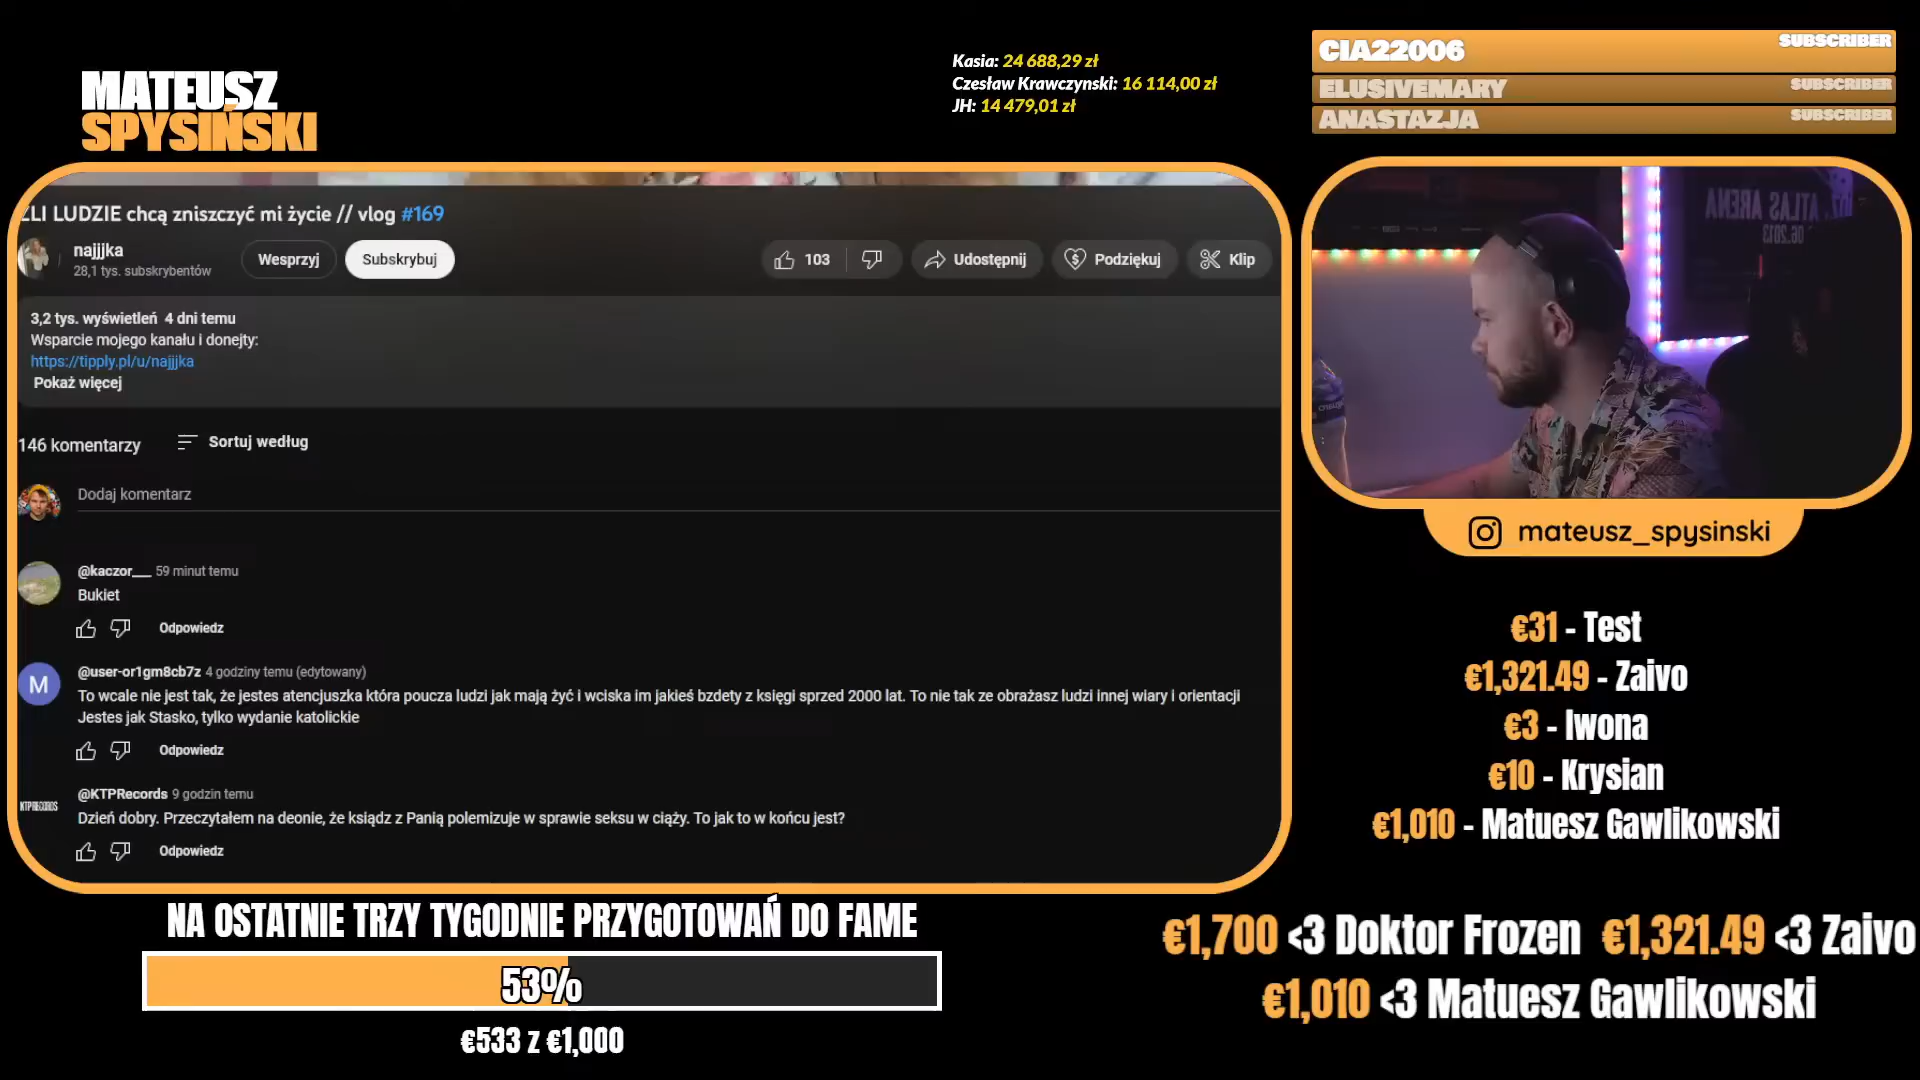 MATEUSZ
SPYSIŃSKI
Kasia: 24 688,29 zł
Czesław Krawczynski: 16 114,00 zł
JH: 14 479,01 zł
CIA22006 SUBSCRIBER
ELUSIVEMARY SUBSCRIBER
ANASTAZJA SUBSCRIBER
ŹLI LUDZIE chcą zniszczyć mi życie // vlog #169
najjjka
28,1 tys. subskrybentów
Wesprzyj
Subskrybuj
103
Udostępnij
Podziękuj
Klip
3,2 tys. wyświetleń 4 dni temu
Wsparcie mojego kanału i donejty:
https://tipply.pl/u/najjjka
Pokaż więcej
146 komentarzy
Sortuj według
Dodaj komentarz
@kaczor___ 59 minut temu
Bukiet
Odpowiedz
M
@user-or1gm8cb7z 4 godziny temu (edytowany)
To wcale nie jest tak, że jestes atencjuszka która poucza ludzi jak mają żyć i wciska im jakieś bzdety z księgi sprzed 2000 lat. To nie tak ze obrażasz ludzi innej wiary i orientacji
Jestes jak Stasko, tylko wydanie katolickie
Odpowiedz
KTPRECORDS
@KTPRecords 9 godzin temu
Dzień dobry. Przeczytałem na deonie, że ksiądz z Panią polemizuje w sprawie seksu w ciąży. To jak to w końcu jest?
Odpowiedz
ATLAS ARENA
06.2013
mateusz_spysinski
€31 - Test
€1,321.49 - Zaivo
€3 - Iwona
€10 - Krysian
€1,010 - Matuesz Gawlikowski
NA OSTATNIE TRZY TYGODNIE PRZYGOTOWAŃ DO FAME
53%
€533 z €1,000
€1,700 <3 Doktor Frozen €1,321.49 <3 Zaivo
€1,010 <3 Matuesz Gawlikowski